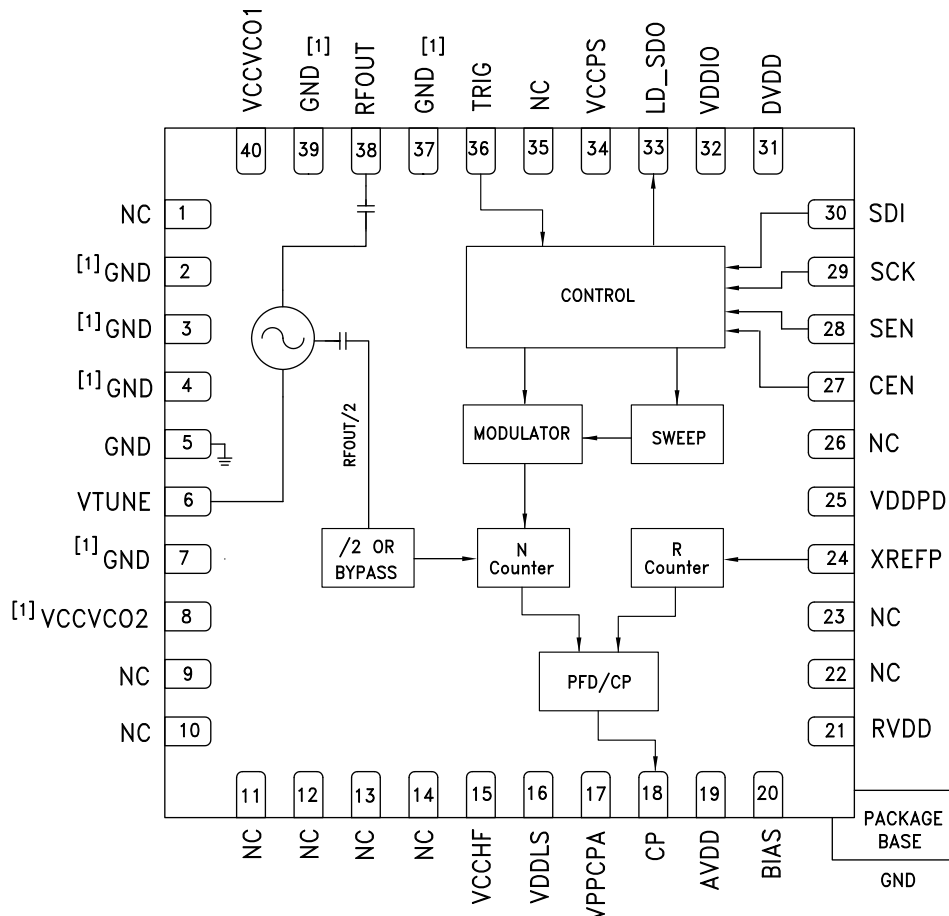 VCCVCO1
GND [1]
RFOUT
GND [1]
TRIG
NC
VCCPS
LD_SDO
VDDIO
DVDD
40
39
38
37
36
35
34
33
32
31
NC 1
[1] GND 2
[1] GND 3
[1] GND 4
GND 5
VTUNE 6
[1] GND 7
[1] VCCVCO2 8
NC 9
NC 10
30 SDI
29 SCK
28 SEN
27 CEN
26 NC
25 VDDPD
24 XREFP
23 NC
22 NC
21 RVDD
CONTROL
MODULATOR
SWEEP
RFOUT/2
/2 OR
BYPASS
N
Counter
R
Counter
PFD/CP
11
12
13
14
15
16
17
18
19
20
NC
NC
NC
NC
VCCHF
VDDLS
VPPCPA
CP
AVDD
BIAS
PACKAGE
BASE
GND